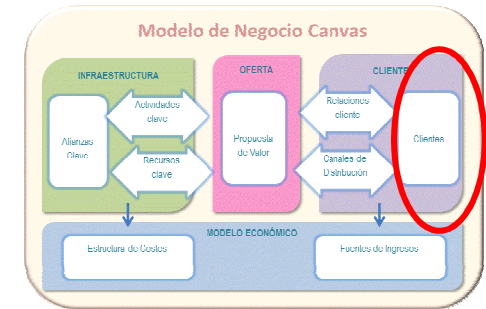 Modelo de Negocio Canvas
INFRAESTRUCTURA
OFERTA
CLIENTE
Alianzas
Clave
Actividades
clave
Recursos
clave
Propuesta
de Valor
Relaciones
cliente
Canales de
Distribución
Clientes
MODELO ECONÓMICO
Estructura de Costes
Fuentes de Ingresos